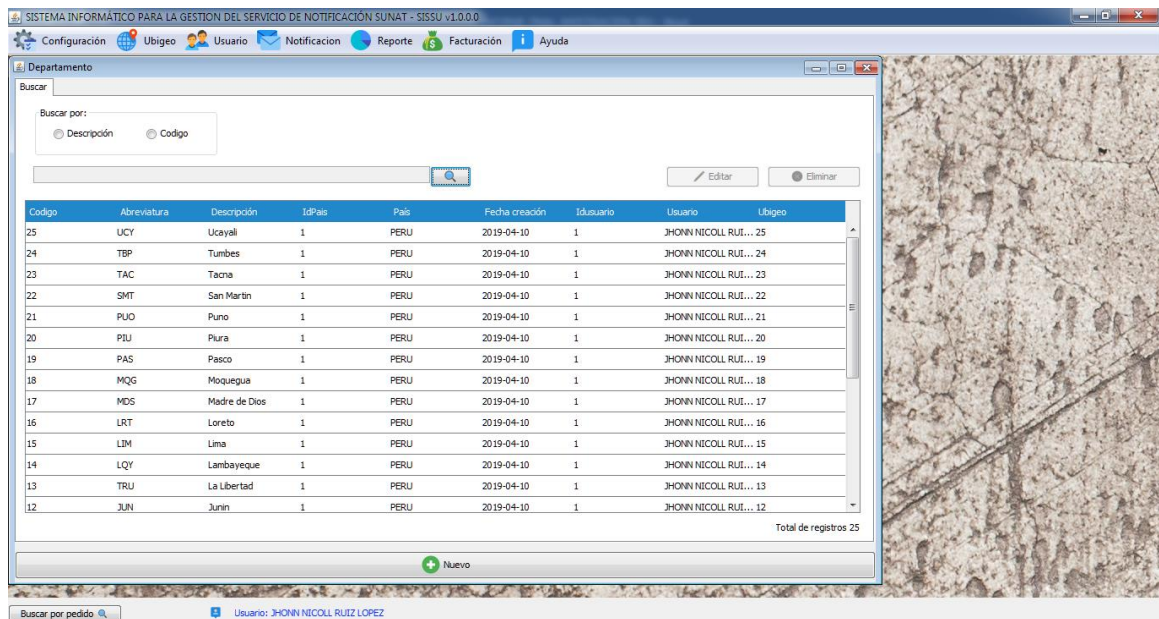 SISTEMA INFORMÁTICO PARA LA GESTION DEL SERVICIO DE NOTIFICACIÓN SUNAT - SISSU v1.0.0.0
Configuración Ubigeo Usuario Notificacion Reporte Facturación Ayuda
Departamento
Buscar
Buscar por:
Descripción Codigo
Editar Eliminar
Codigo Abreviatura Descripción IdPais País Fecha creación Idusuario Usuario Ubigeo
25 UCY Ucayali 1 PERU 2019-04-10 1 JHONN NICOLL RUI... 25
24 TBP Tumbes 1 PERU 2019-04-10 1 JHONN NICOLL RUI... 24
23 TAC Tacna 1 PERU 2019-04-10 1 JHONN NICOLL RUI... 23
22 SMT San Martin 1 PERU 2019-04-10 1 JHONN NICOLL RUI... 22
21 PUO Puno 1 PERU 2019-04-10 1 JHONN NICOLL RUI... 21
20 PIU Piura 1 PERU 2019-04-10 1 JHONN NICOLL RUI... 20
19 PAS Pasco 1 PERU 2019-04-10 1 JHONN NICOLL RUI... 19
18 MQG Moquegua 1 PERU 2019-04-10 1 JHONN NICOLL RUI... 18
17 MDS Madre de Dios 1 PERU 2019-04-10 1 JHONN NICOLL RUI... 17
16 LRT Loreto 1 PERU 2019-04-10 1 JHONN NICOLL RUI... 16
15 LIM Lima 1 PERU 2019-04-10 1 JHONN NICOLL RUI... 15
14 LQY Lambayeque 1 PERU 2019-04-10 1 JHONN NICOLL RUI... 14
13 TRU La Libertad 1 PERU 2019-04-10 1 JHONN NICOLL RUI... 13
12 JUN Junin 1 PERU 2019-04-10 1 JHONN NICOLL RUI... 12
Total de registros 25
Nuevo
Buscar por pedido Usuario: JHONN NICOLL RUIZ LOPEZ